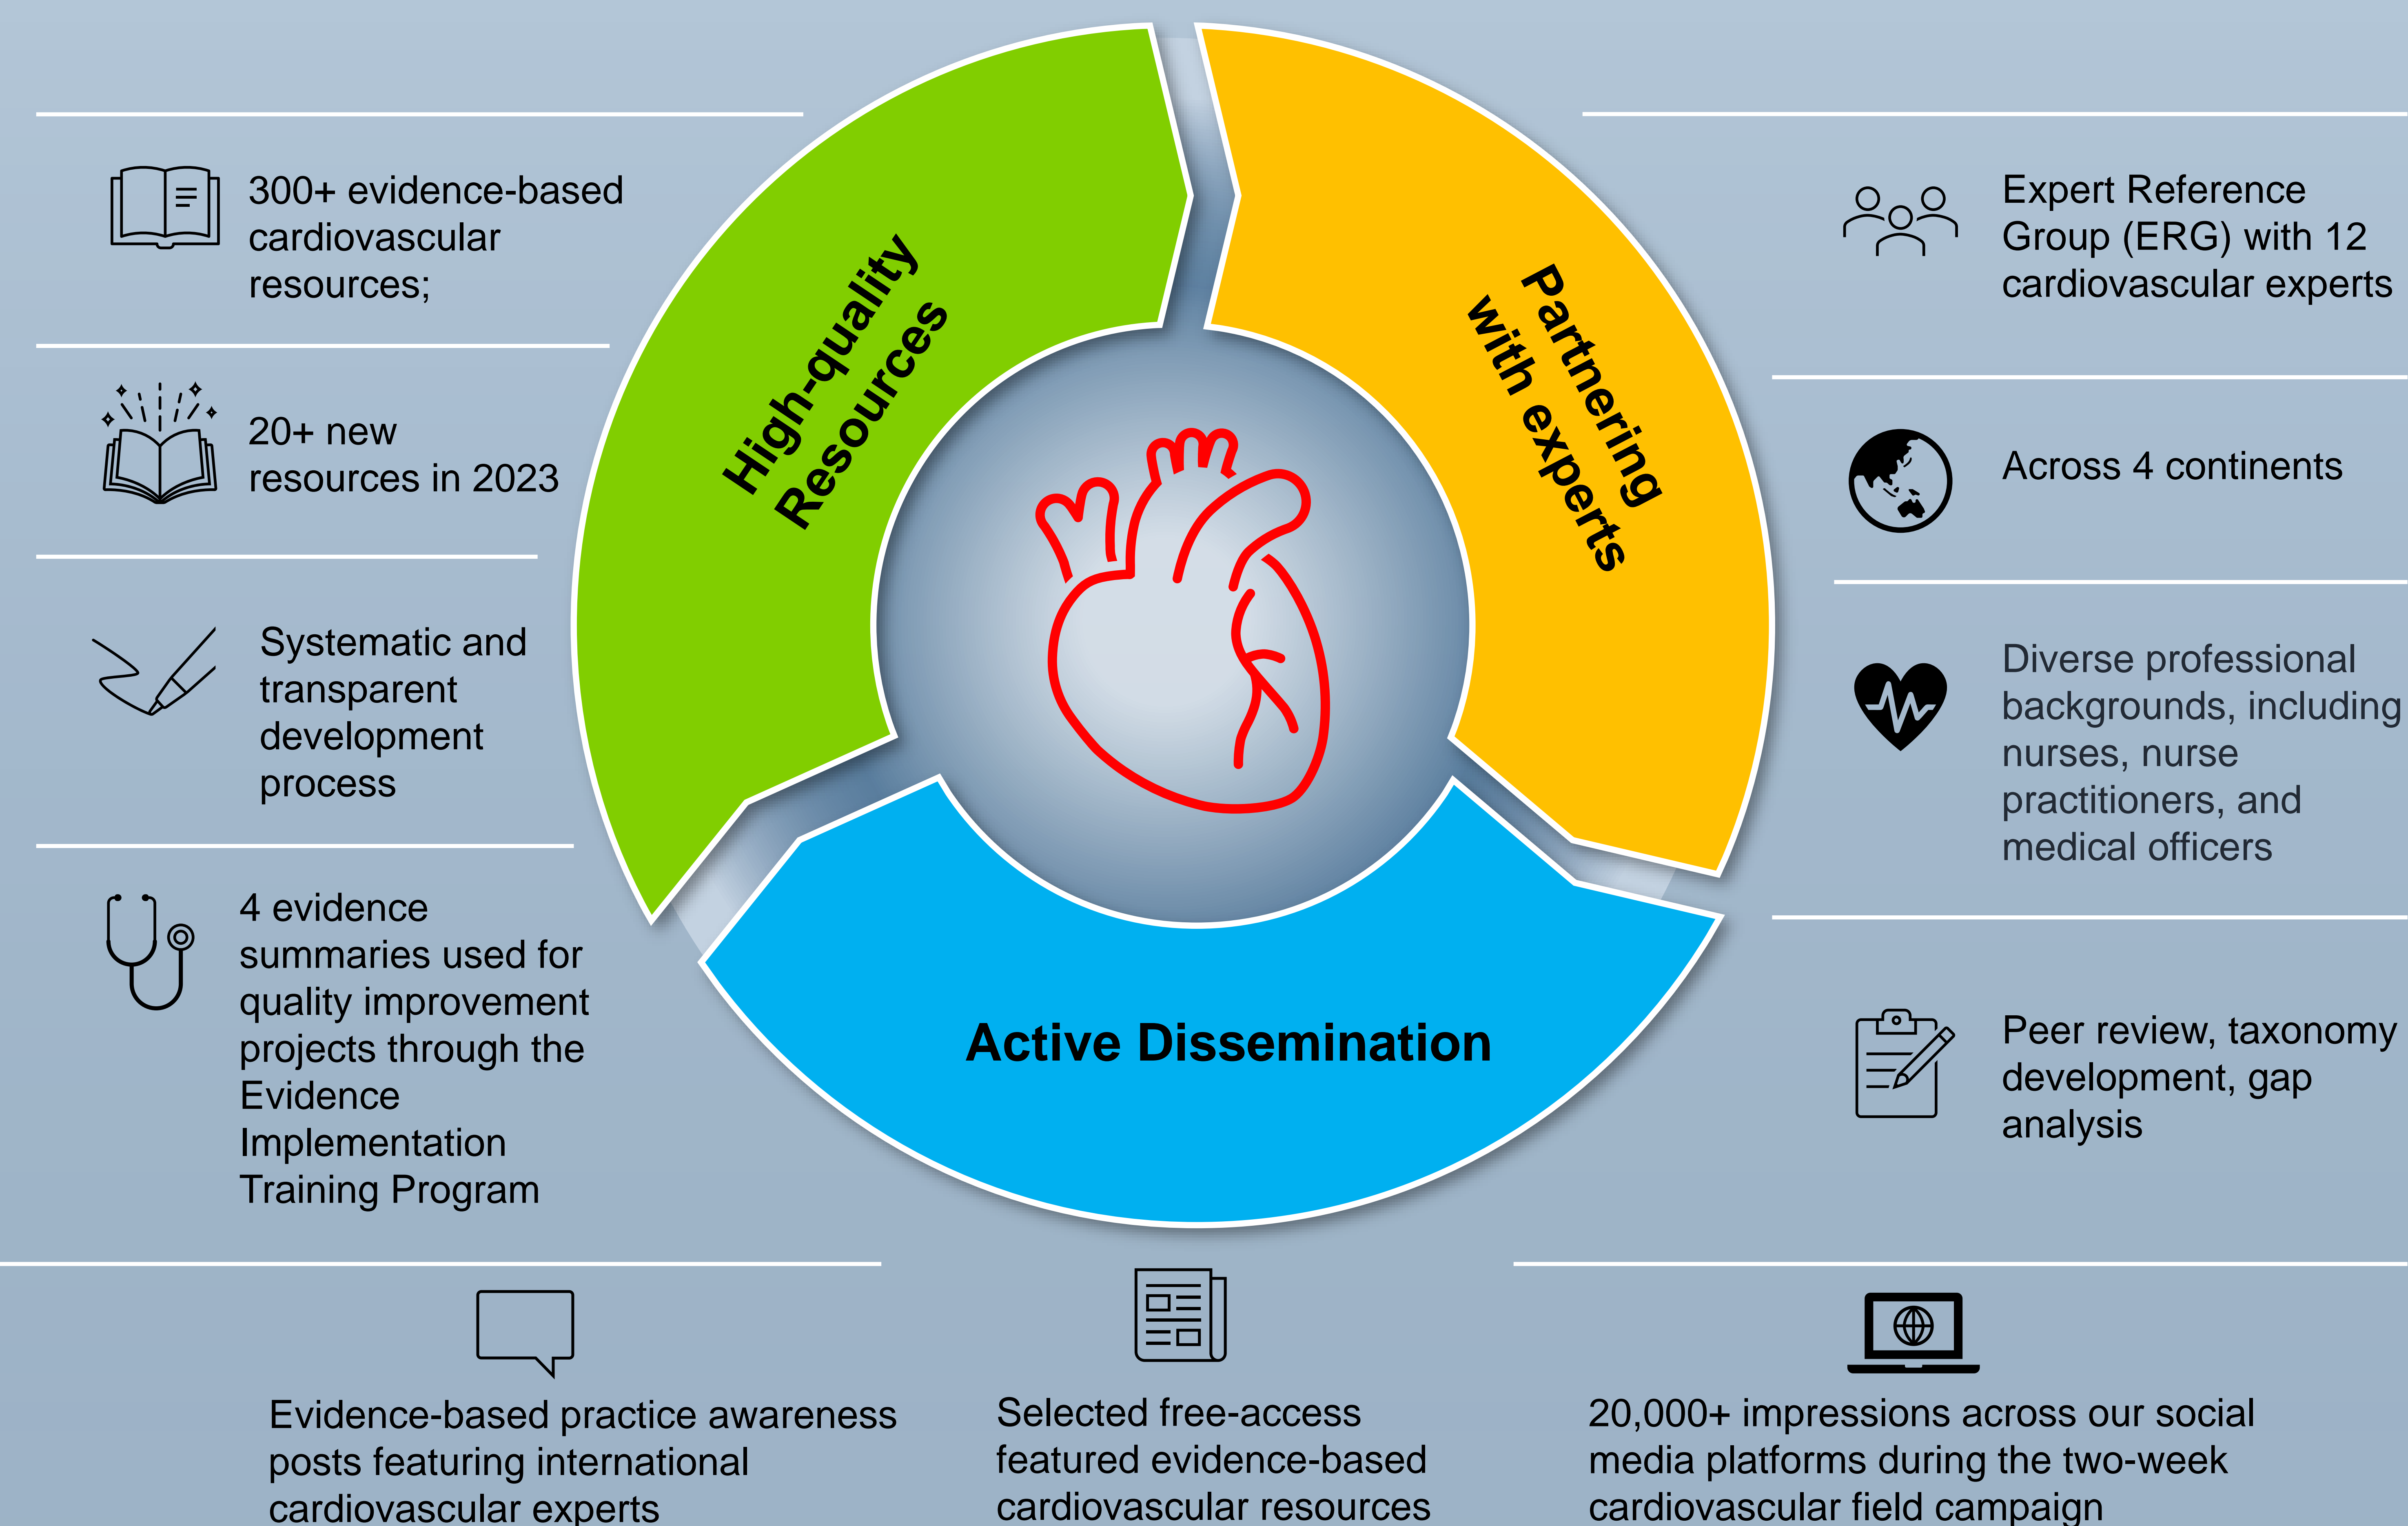 300+ evidence-based
cardiovascular
resources;
20+ new
resources in 2023
Systematic and
transparent
development
process
4 evidence
summaries used for
quality improvement
projects through the
Evidence
Implementation
Training Program
High-quality
Resources
Partnering
with experts
Active Dissemination
Expert Reference
Group (ERG) with 12
cardiovascular experts
Across 4 continents
Diverse professional
backgrounds, including
nurses, nurse
practitioners, and
medical officers
Peer review, taxonomy
development, gap
analysis
Evidence-based practice awareness
posts featuring international
cardiovascular experts
Selected free-access
featured evidence-based
cardiovascular resources
20,000+ impressions across our social
media platforms during the two-week
cardiovascular field campaign